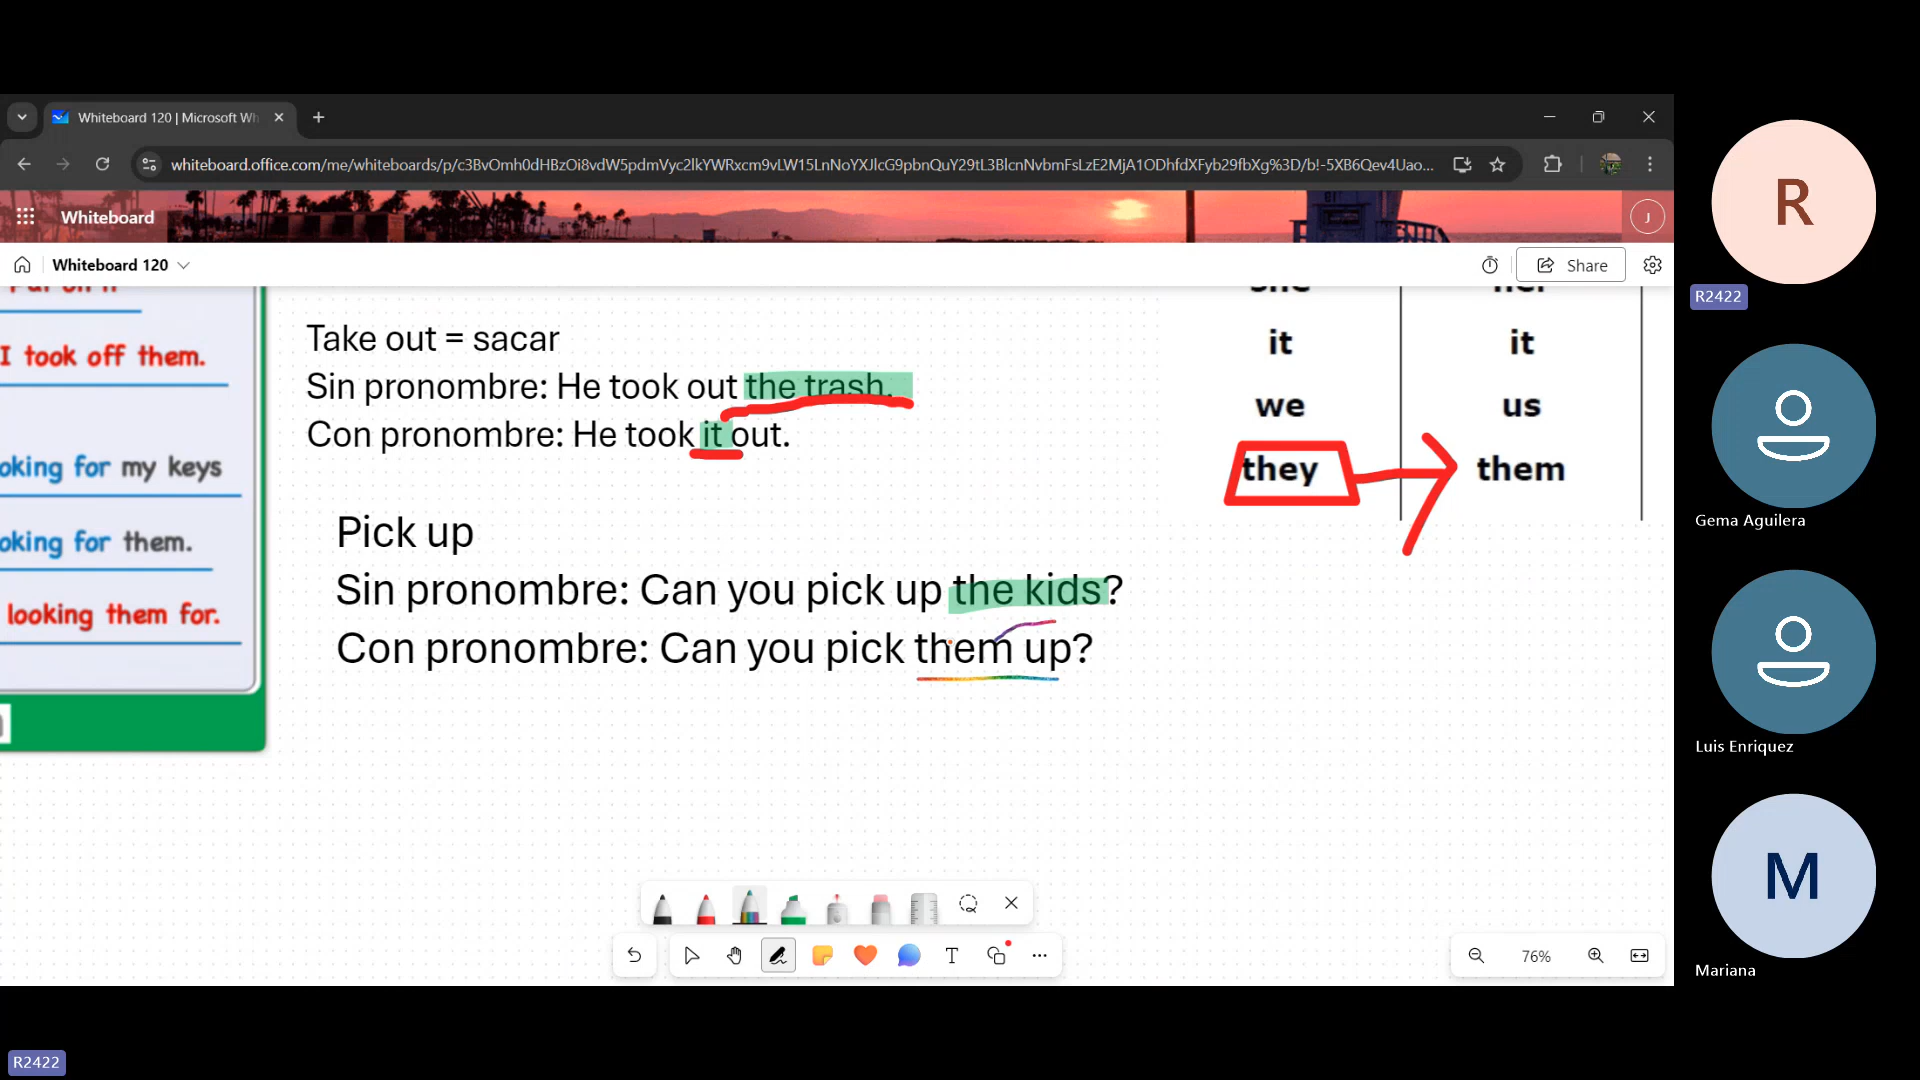 Whiteboard 120 | Microsoft Wh
whiteboard.office.com/me/whiteboards/p/c3BvOmh0dHBzOi8vdW5pdmVyc2lkYWRxcm9vLW15LnNoYXJlcG9pbnQuY29tL3BlcnNvbmFsLzE2MjA1ODhfdXFyb29fbXg%3D/b!-5XB6Qev4Uao...
Whiteboard
J
Whiteboard 120
Share
I took off them.
oking for my keys
oking for them.
looking them for.
Take out = sacar
Sin pronombre: He took out the trash.
Con pronombre: He took it out.
Pick up
Sin pronombre: Can you pick up the kids?
Con pronombre: Can you pick them up?
she her
it it
we us
they them
76%
R
R2422
Gema Aguilera
Luis Enriquez
M
Mariana
R2422